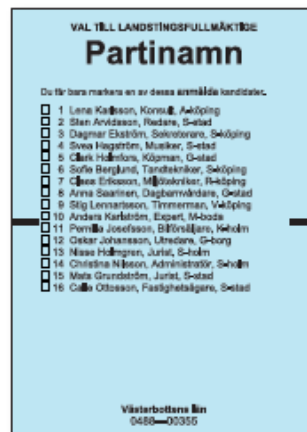 VAL TILL LANDSTINGSFULLMÄKTIGE
Partinamn
Du får bara markera en av dessa anmälda kandidater.
1 Lena Karlsson, Konsult, A-köping
2 Sten Arvidsson, Redare, S-stad
3 Dagmar Ekström, Sekreterare, S-köping
4 Svea Hagström, Musiker, S-stad
5 Clark Holmfors, Köpman, G-stad
6 Sofie Berglund, Tandtekniker, S-köping
7 Claes Eriksson, Miljötekniker, R-köping
8 Anna Saarinen, Dagbarnvårdare, G-stad
9 Stig Lennartsson, Timmerman, V-köping
10 Anders Karlström, Expert, M-boda
11 Pernilla Josefsson, Bilförsäljare, K-holm
12 Oskar Johansson, Utredare, G-borg
13 Nisse Holmgren, Jurist, S-holm
14 Christina Nilsson, Administratör, S-holm
15 Mats Grundström, Jurist, S-stad
16 Calle Ottosson, Fastighetsägare, S-stad
Västerbottens län
0488—00355